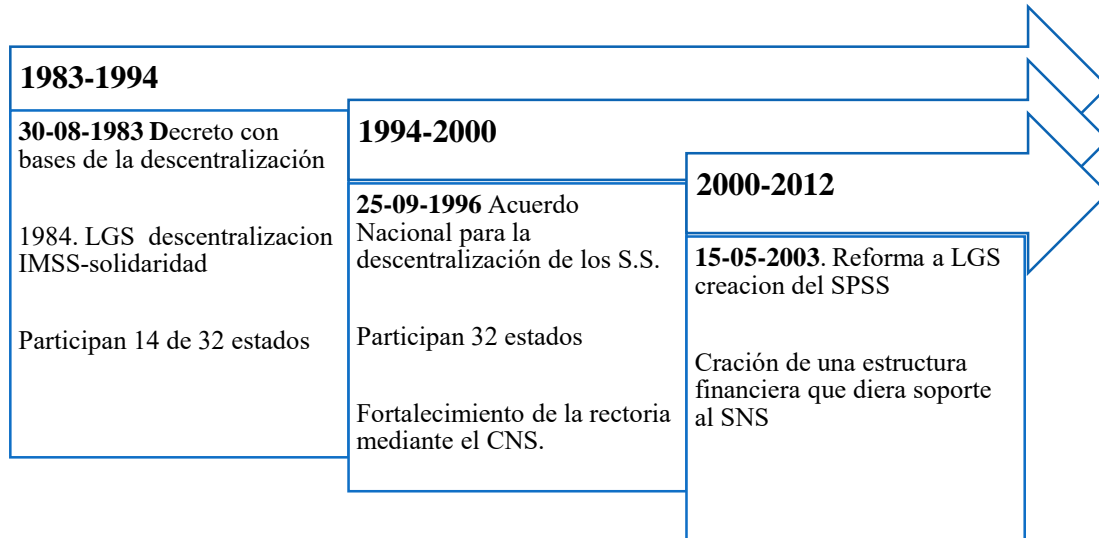 1983-1994
30-08-1983 Decreto con
bases de la descentralización
1984. LGS descentralizacion
IMSS-solidaridad
Participan 14 de 32 estados
1994-2000
25-09-1996 Acuerdo
Nacional para la
descentralización de los S.S.
Participan 32 estados
Fortalecimiento de la rectoria
mediante el CNS.
2000-2012
15-05-2003. Reforma a LGS
creacion del SPSS
Cración de una estructura
financiera que diera soporte
al SNS